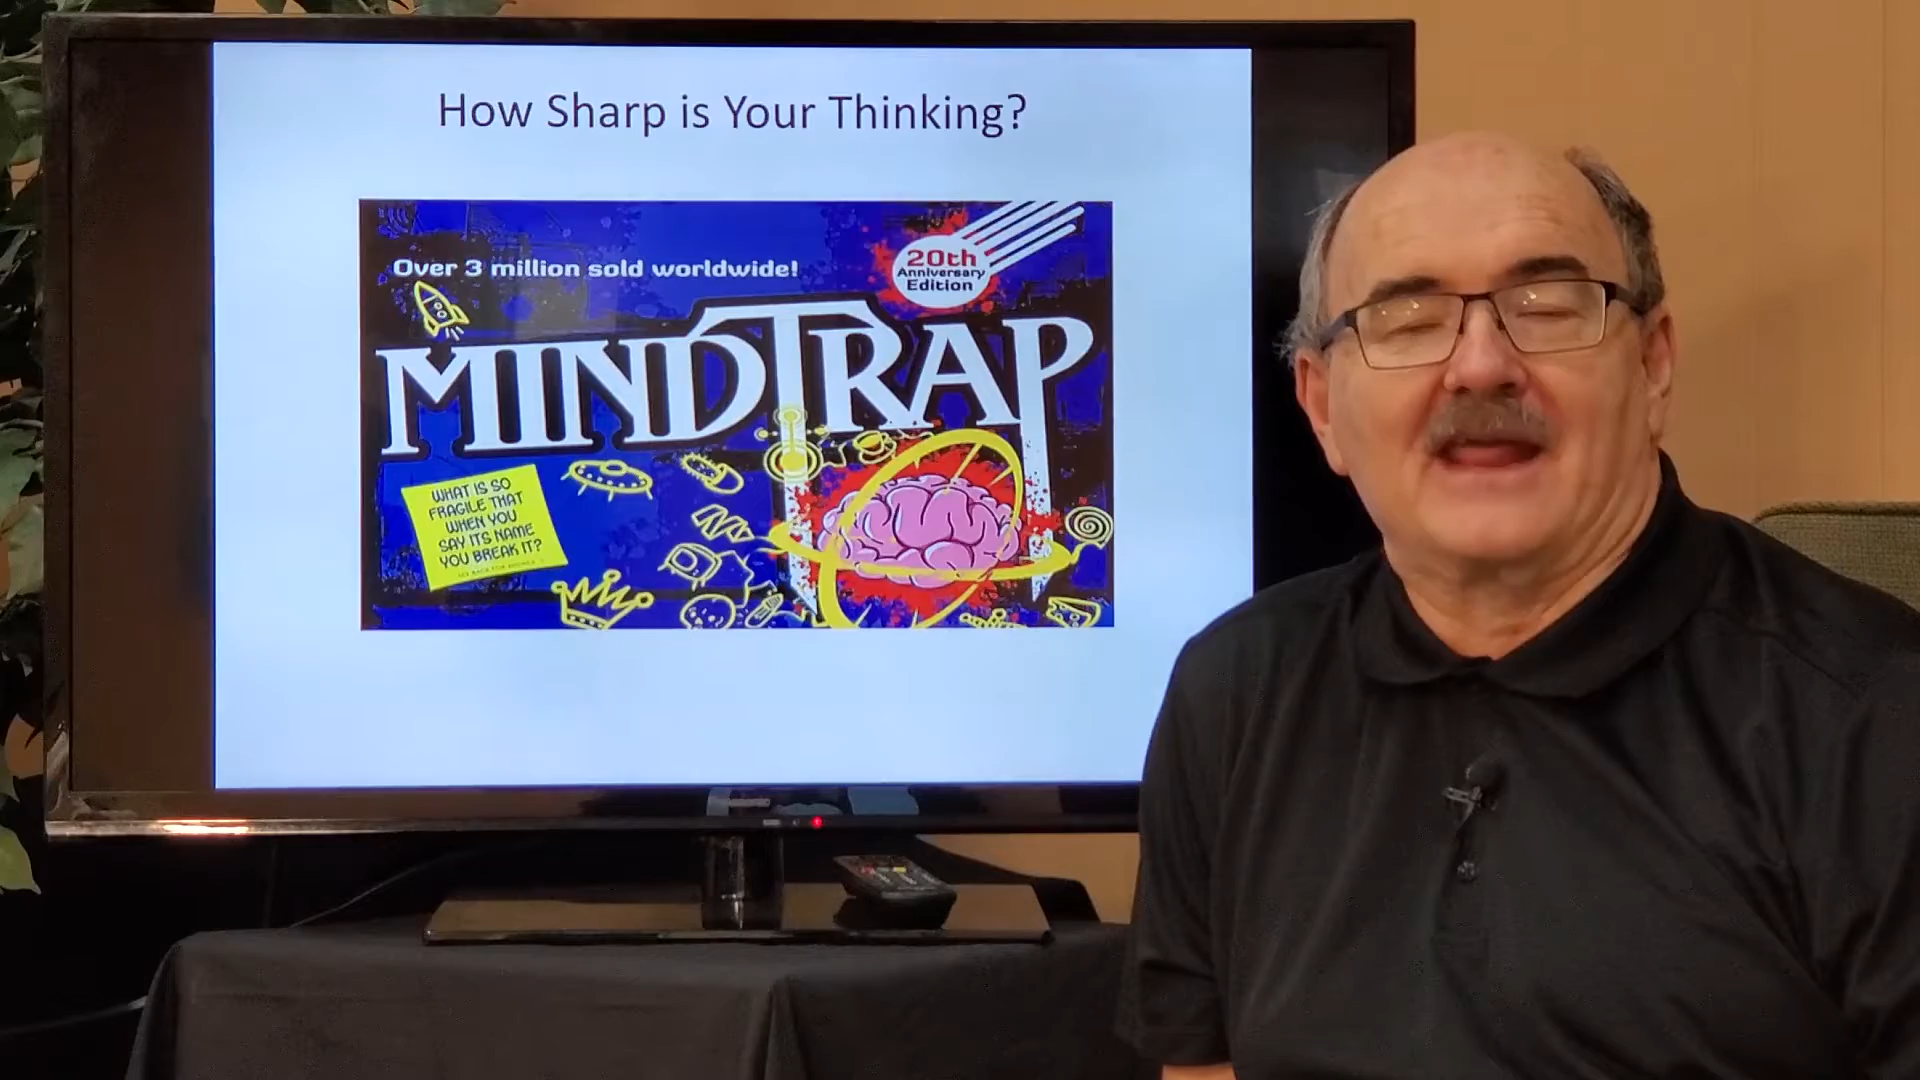 How Sharp is Your Thinking?
Over 3 million sold worldwide!
20th
Anniversary
Edition
MINDTRAP
WHAT IS SO
FRAGILE THAT
WHEN YOU
SAY ITS NAME
YOU BREAK IT?